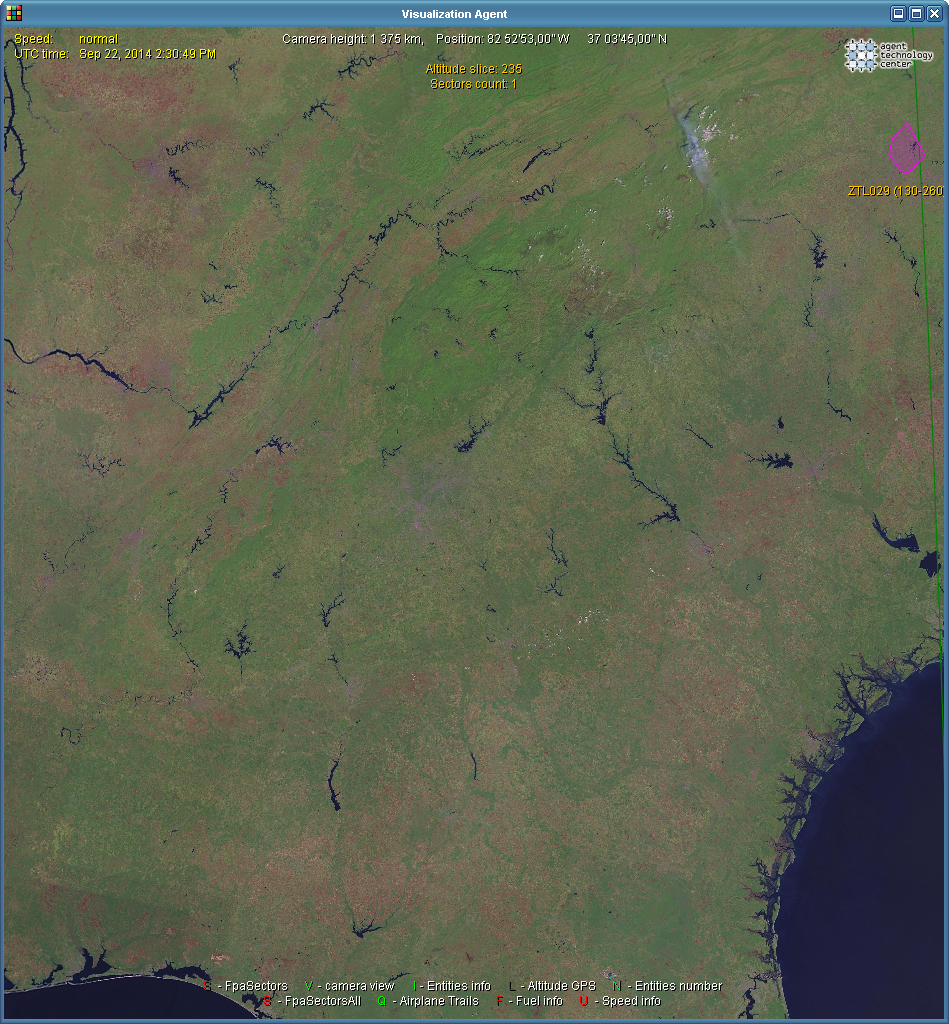 Visualization Agent
Speed: normal
Camera height: 1 375 km, Position: 82 52'53,00" W 37 03'45,00" N
UTC time: Sep 22, 2014 2:30:49 PM
agent
technology
center
Altitude slice: 235
Sectors count: 1
ZTL029 (130-260
S - FpaSectors V - camera view I - Entities info L - Altitude GPS N - Entities number
S - FpaSectorsAll Q - Airplane Trails F - Fuel info U - Speed info